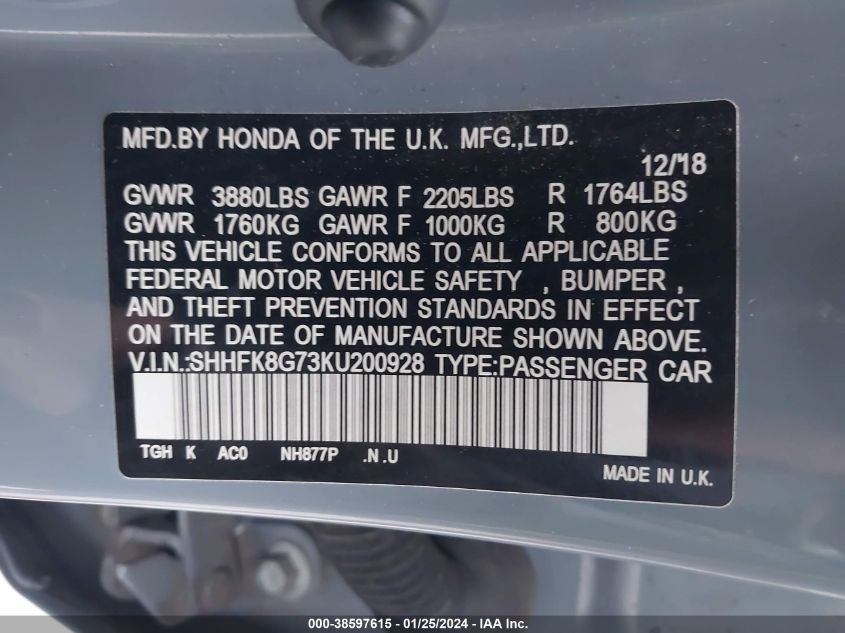 MFD.BY HONDA OF THE U.K. MFG.,LTD.
12/'18
GVWR 3880LBS GAWR F 2205LBS R 1764LBS
GVWR 1760KG GAWR F 1000KG R 800KG
THIS VEHICLE CONFORMS TO ALL APPLICABLE
FEDERAL MOTOR VEHICLE SAFETY , BUMPER ,
AND THEFT PREVENTION STANDARDS IN EFFECT
ON THE DATE OF MANUFACTURE SHOWN ABOVE.
V.I.N.:SHHFK8G73KU200928 TYPE:PASSENGER CAR
TGH K AC0 NH877P .N .U
MADE IN U.K.
000-38597615 - 01/25/2024 - IAA Inc.